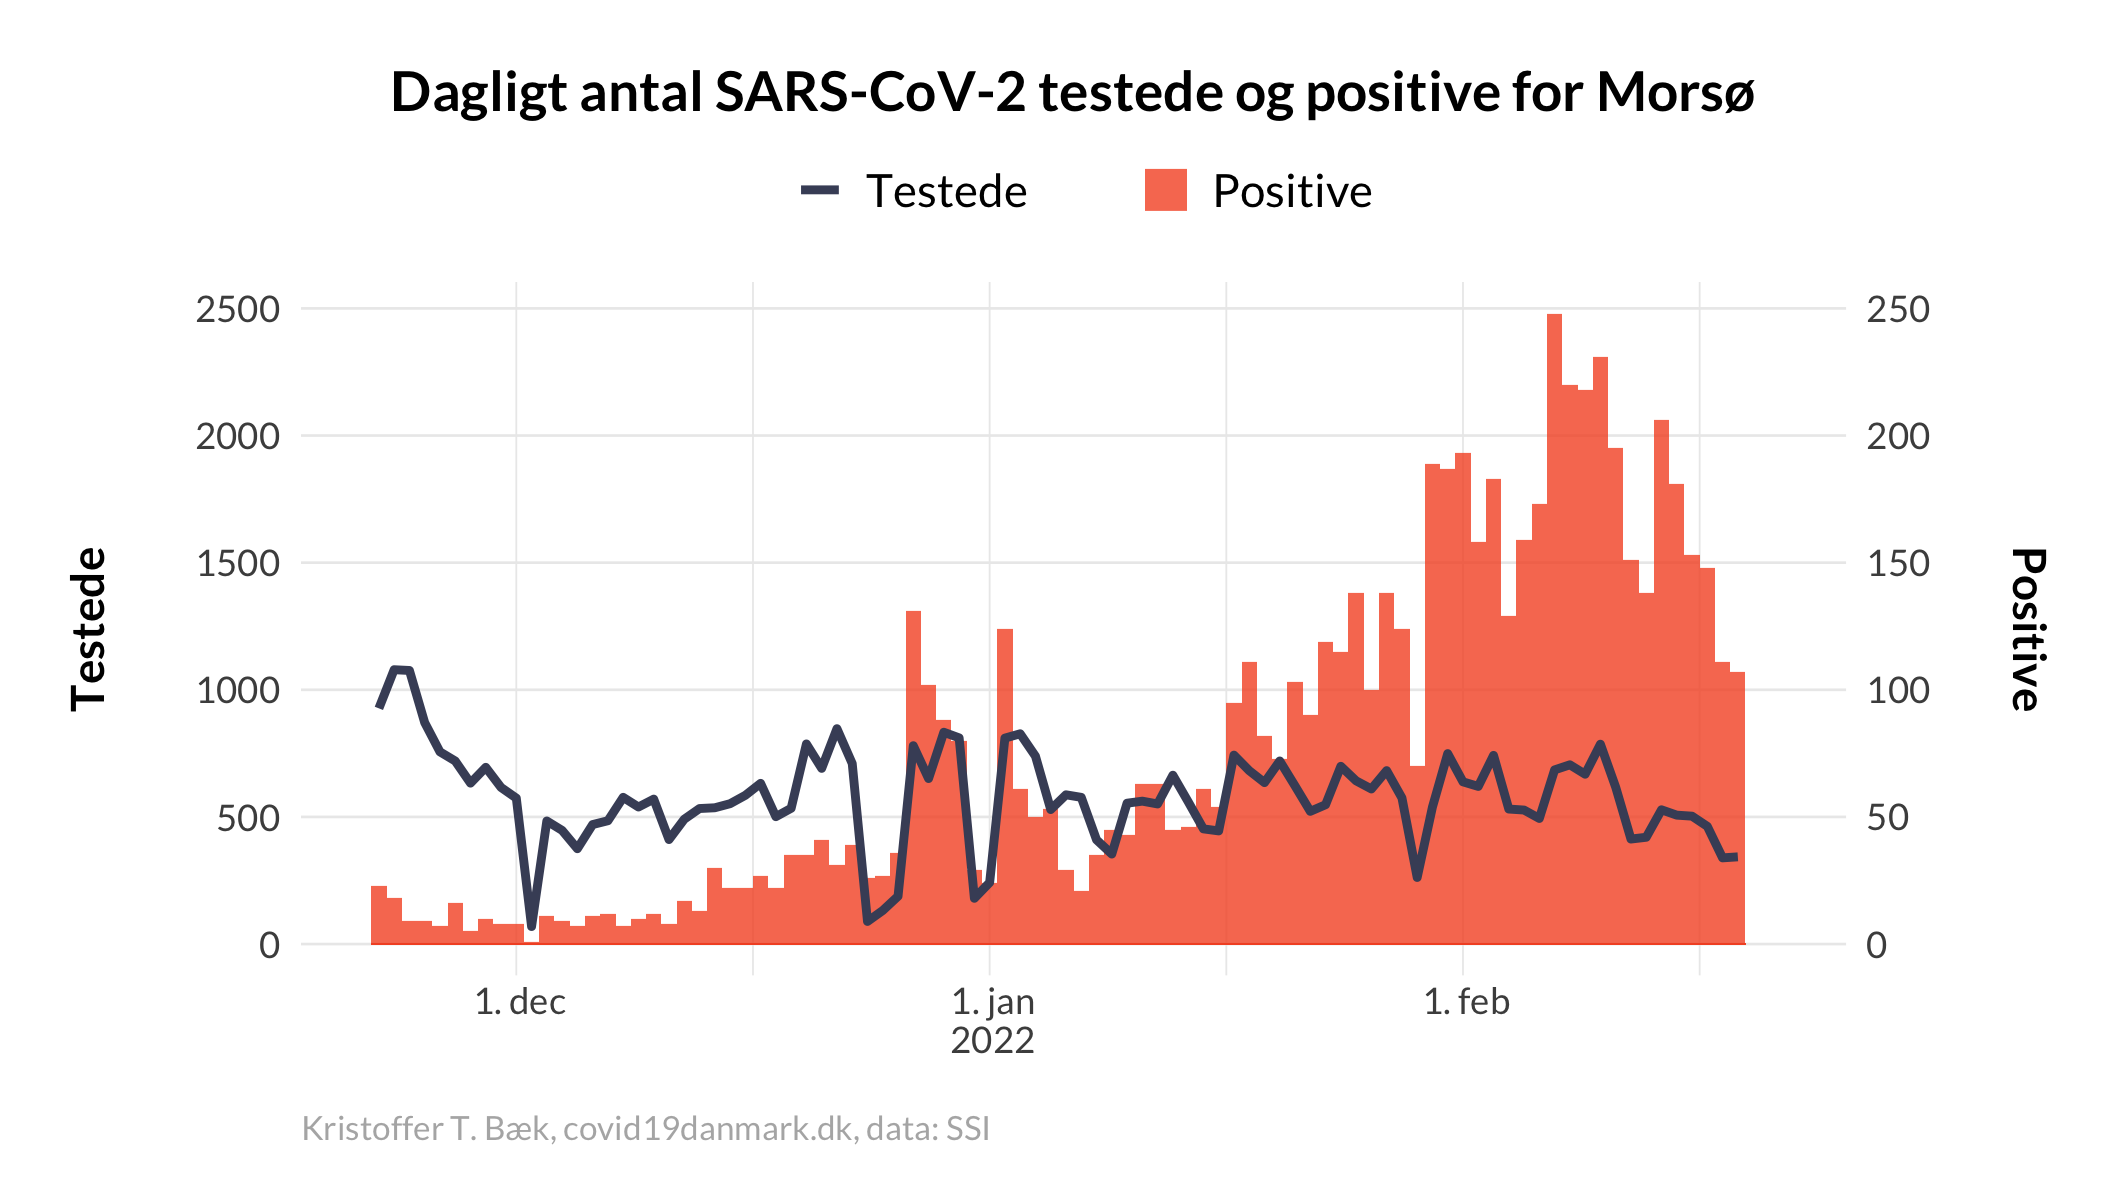 Dagligt antal SARS-CoV-2 testede og positive for Morsø
Testede
Positive
2500
2000
1500
1000
500
0
250
200
150
100
50
0
Testede
Positive
1. dec
1. jan
2022
1. feb
Kristoffer T. Bæk, covid19danmark.dk, data: SSI